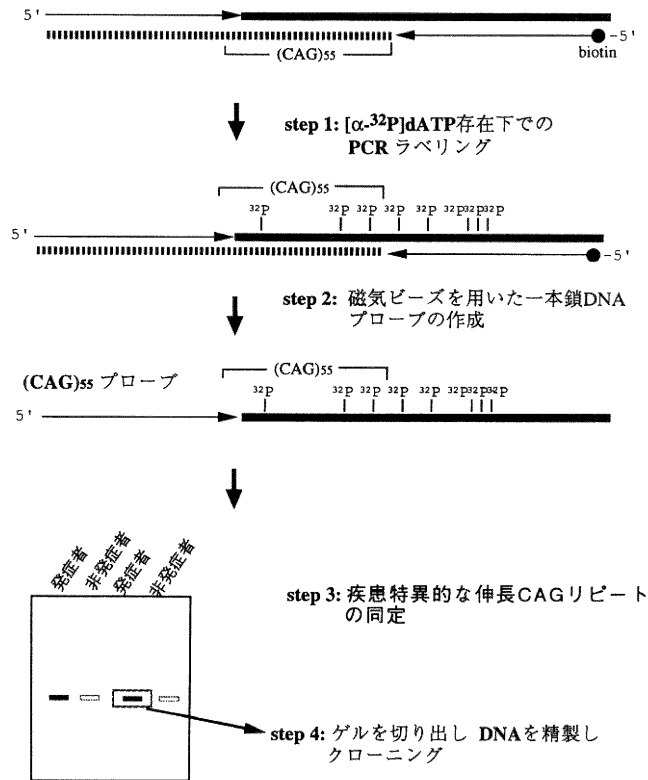 5'
-5'
biotin
(CAG)55
step 1: [α-32P]dATP存在下での
PCR ラベリング
(CAG)55
32P 32P 32P 32P 32P 32P 32P 32P
5'
-5'
step 2: 磁気ビーズを用いた一本鎖DNA
プローブの作成
(CAG)55 プローブ
(CAG)55
32P 32P 32P 32P 32P 32P 32P 32P
5'
発症者 非発症者 発症者 非発症者
step 3: 疾患特異的な伸長CAGリピート
の同定
step 4: ゲルを切り出し DNAを精製し
クローニング